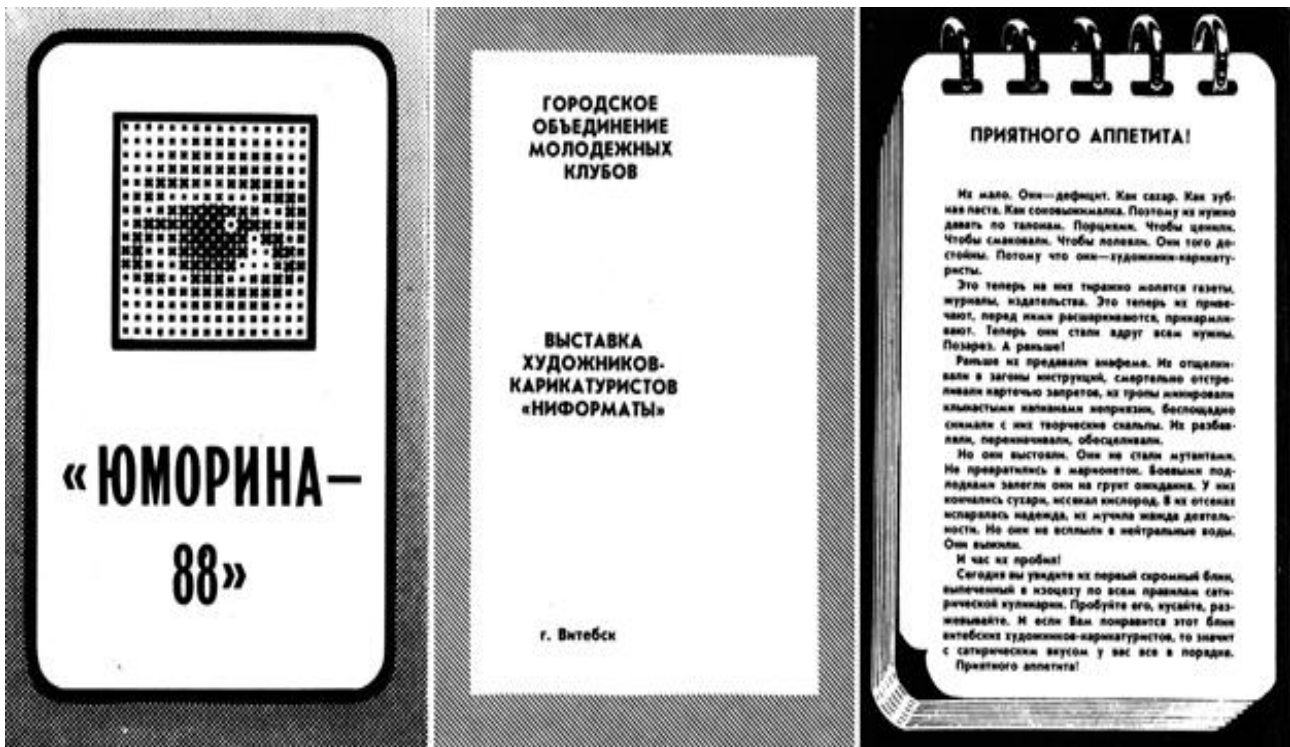 «ЮМОРИНА—
88»
ГОРОДСКОЕ
ОБЪЕДИНЕНИЕ
МОЛОДЕЖНЫХ
КЛУБОВ
ВЫСТАВКА
ХУДОЖНИКОВ-
КАРИКАТУРИСТОВ
«НИФОРМАТЫ»
г. Витебск
ПРИЯТНОГО АППЕТИТА!
Их мало. Они—дефицит. Как сахар. Как зуб-
ная паста. Как соковыжималка. Поэтому их нужно
давать по талонам. Порциями. Чтобы ценили.
Чтобы смаковали. Чтобы лелеяли. Они того до-
стойны. Потому что они—художники-карикату-
ристы.
Это теперь на них тиражно молятся газеты,
журналы, издательства. Это теперь их приве-
чают, перед ними расшаркиваются, прикармли-
вают. Теперь они стали вдруг всем нужны.
Позарез. А раньше!
Раньше их предавали анафеме. Их отщелки-
вали в загоны инструкций, смертельно отстре-
ливали картечью запретов, их тропы минировали
клыкастыми капканами неприязни, беспощадно
снимали с них творческие скальпы. Их разбав-
ляли, переиначивали, обесценивали.
Но они выстояли. Они не стали мутантами.
Не превратились в марионеток. Боевыми под-
лодками залегли они на грунт ожидания. У них
кончались сухари, иссякал кислород. В их отсеках
испарялась надежда, их мучила жажда деятель-
ности. Но они не всплыли в нейтральные воды.
Они выжили.
И час их пробил!
Сегодня вы увидите их первый скромный блин,
выпеченный в изоцеху по всем правилам сати-
рической кулинарии. Пробуйте его, кусайте, раз-
жевывайте. И если Вам понравится этот блин
витебских художников-карикатуристов, то значит
с сатирическим вкусом у вас все в порядке.
Приятного аппетита!